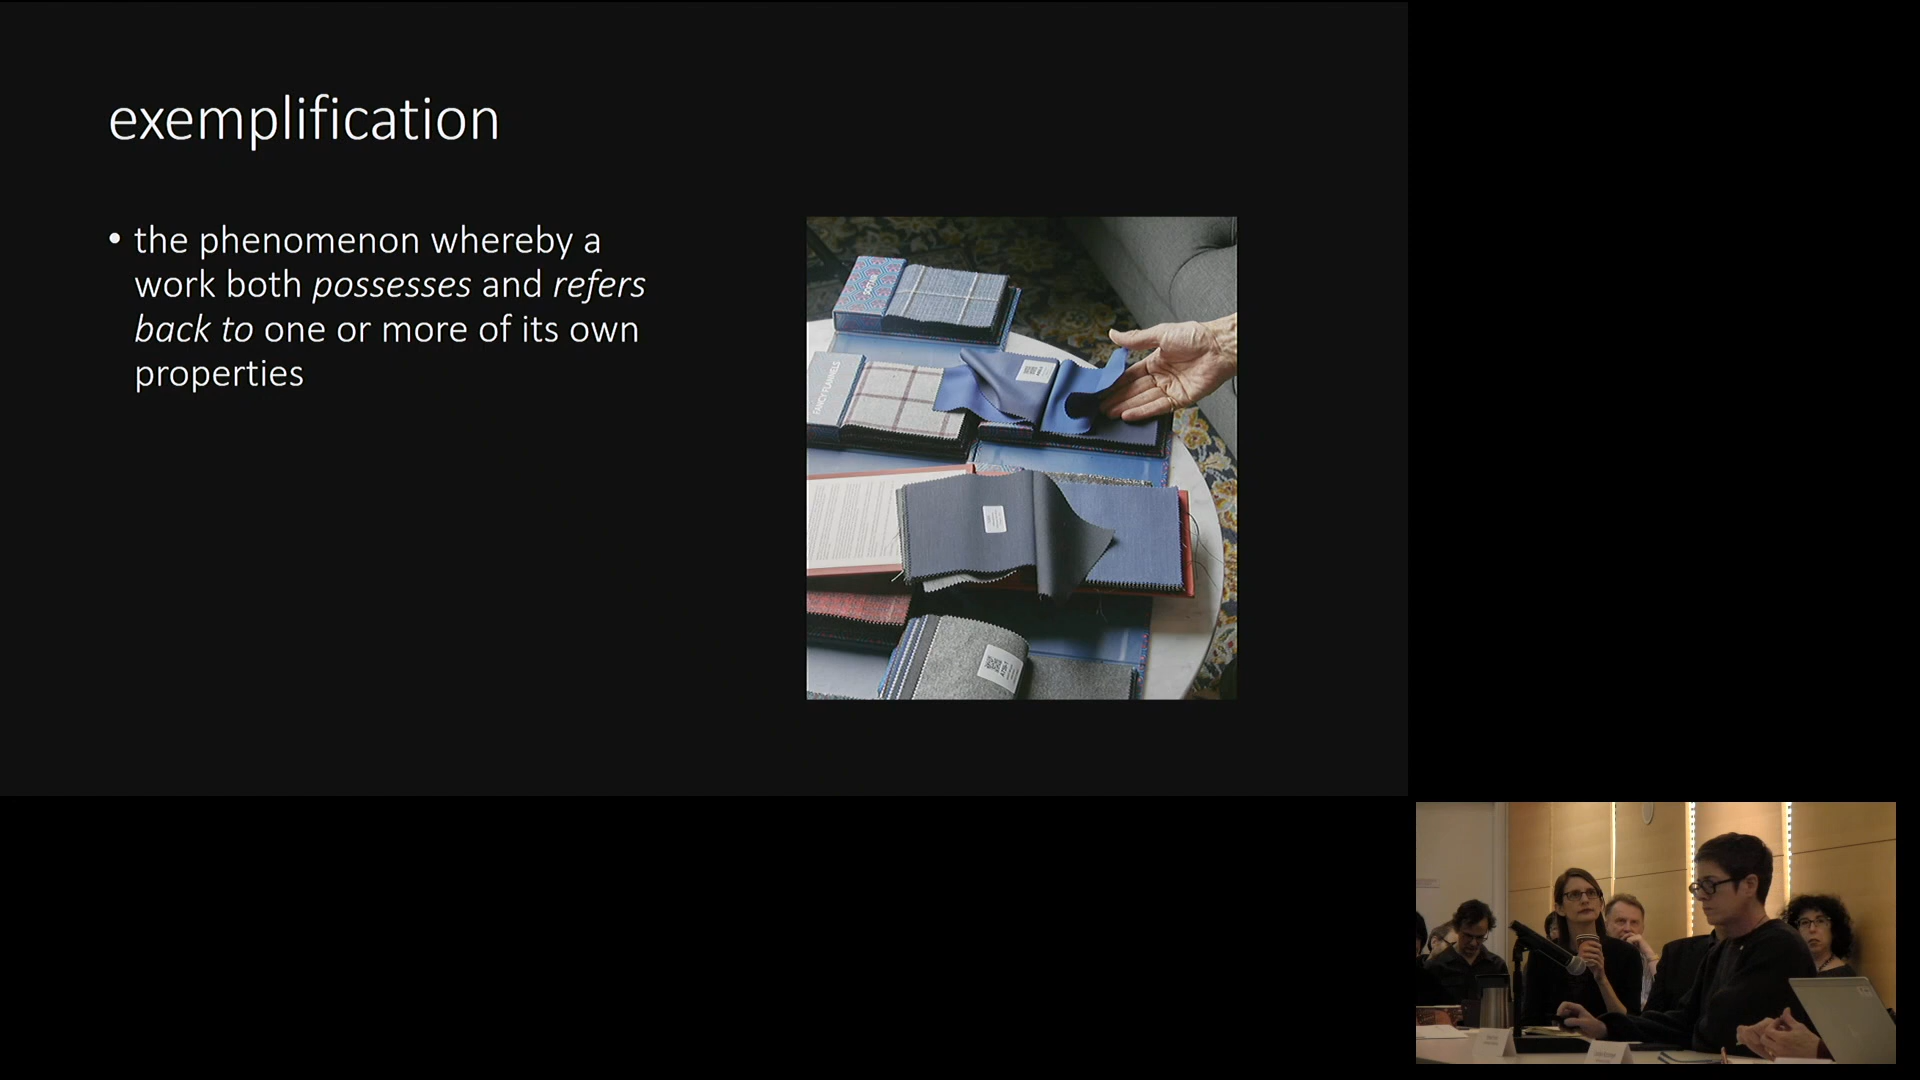 exemplification
• the phenomenon whereby a
work both possesses and refers
back to one or more of its own
properties
FANCY FLANNELS